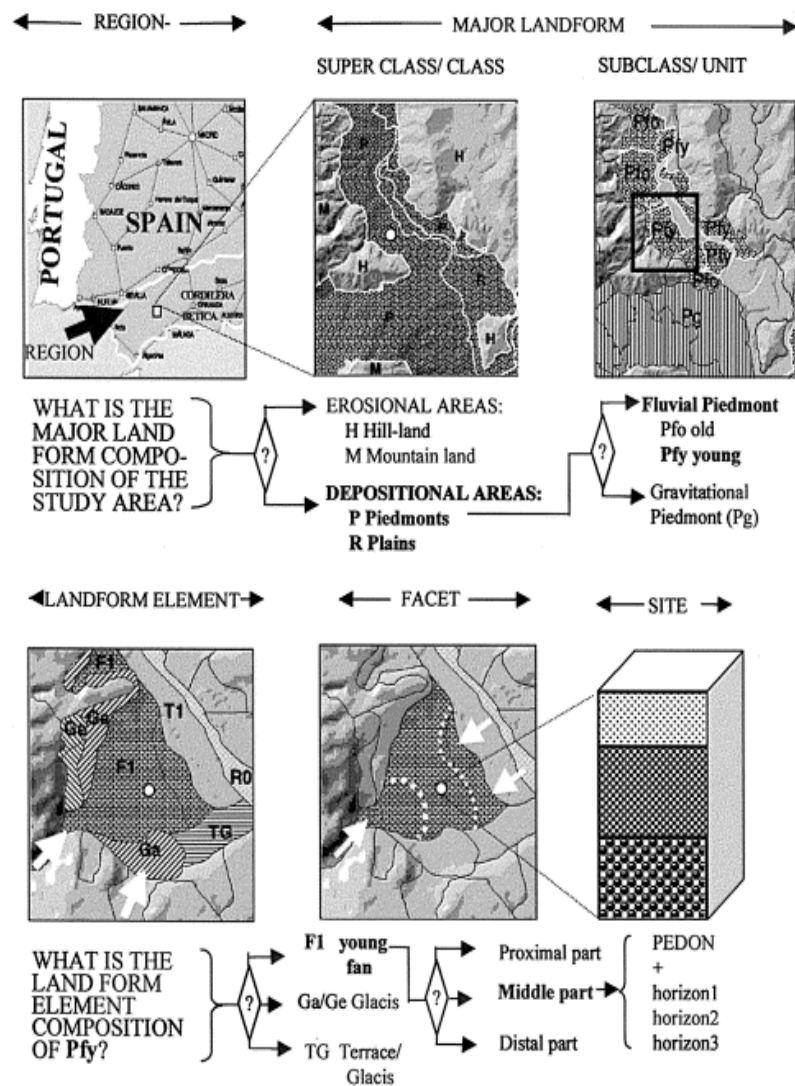 REGION-
MAJOR LANDFORM
SUPER CLASS/ CLASS
SUBCLASS/ UNIT
PORTUGAL
SPAIN
CORDILERA
BETICA
REGION
P
H
M
H
R
P
H
M
Pfo
Pfy
Pfo
Pfy
Pfy
Pfy
Pfo
Pg
WHAT IS THE
MAJOR LAND
FORM COMPO-
SITION OF THE
STUDY AREA?
?
EROSIONAL AREAS:
H Hill-land
M Mountain land
DEPOSITIONAL AREAS:
P Piedmonts
R Plains
?
Fluvial Piedmont
Pfo old
Pfy young
Gravitational
Piedmont (Pg)
LANDFORM ELEMENT
FACET
SITE
F1
Ge
Ge
T1
F1
R0
TG
Ga
WHAT IS THE
LAND FORM
ELEMENT
COMPOSITION
OF Pfy?
?
F1 young
fan
Ga/Ge Glacis
TG Terrace/
Glacis
?
Proximal part
Middle part
Distal part
PEDON
+
horizon1
horizon2
horizon3